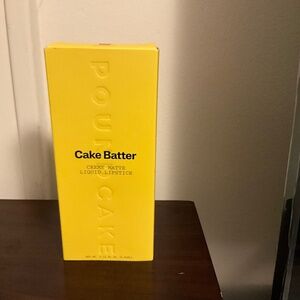 POUND CAKE
Cake Batter
CREAMY MATTE
LIQUID LIPSTICK